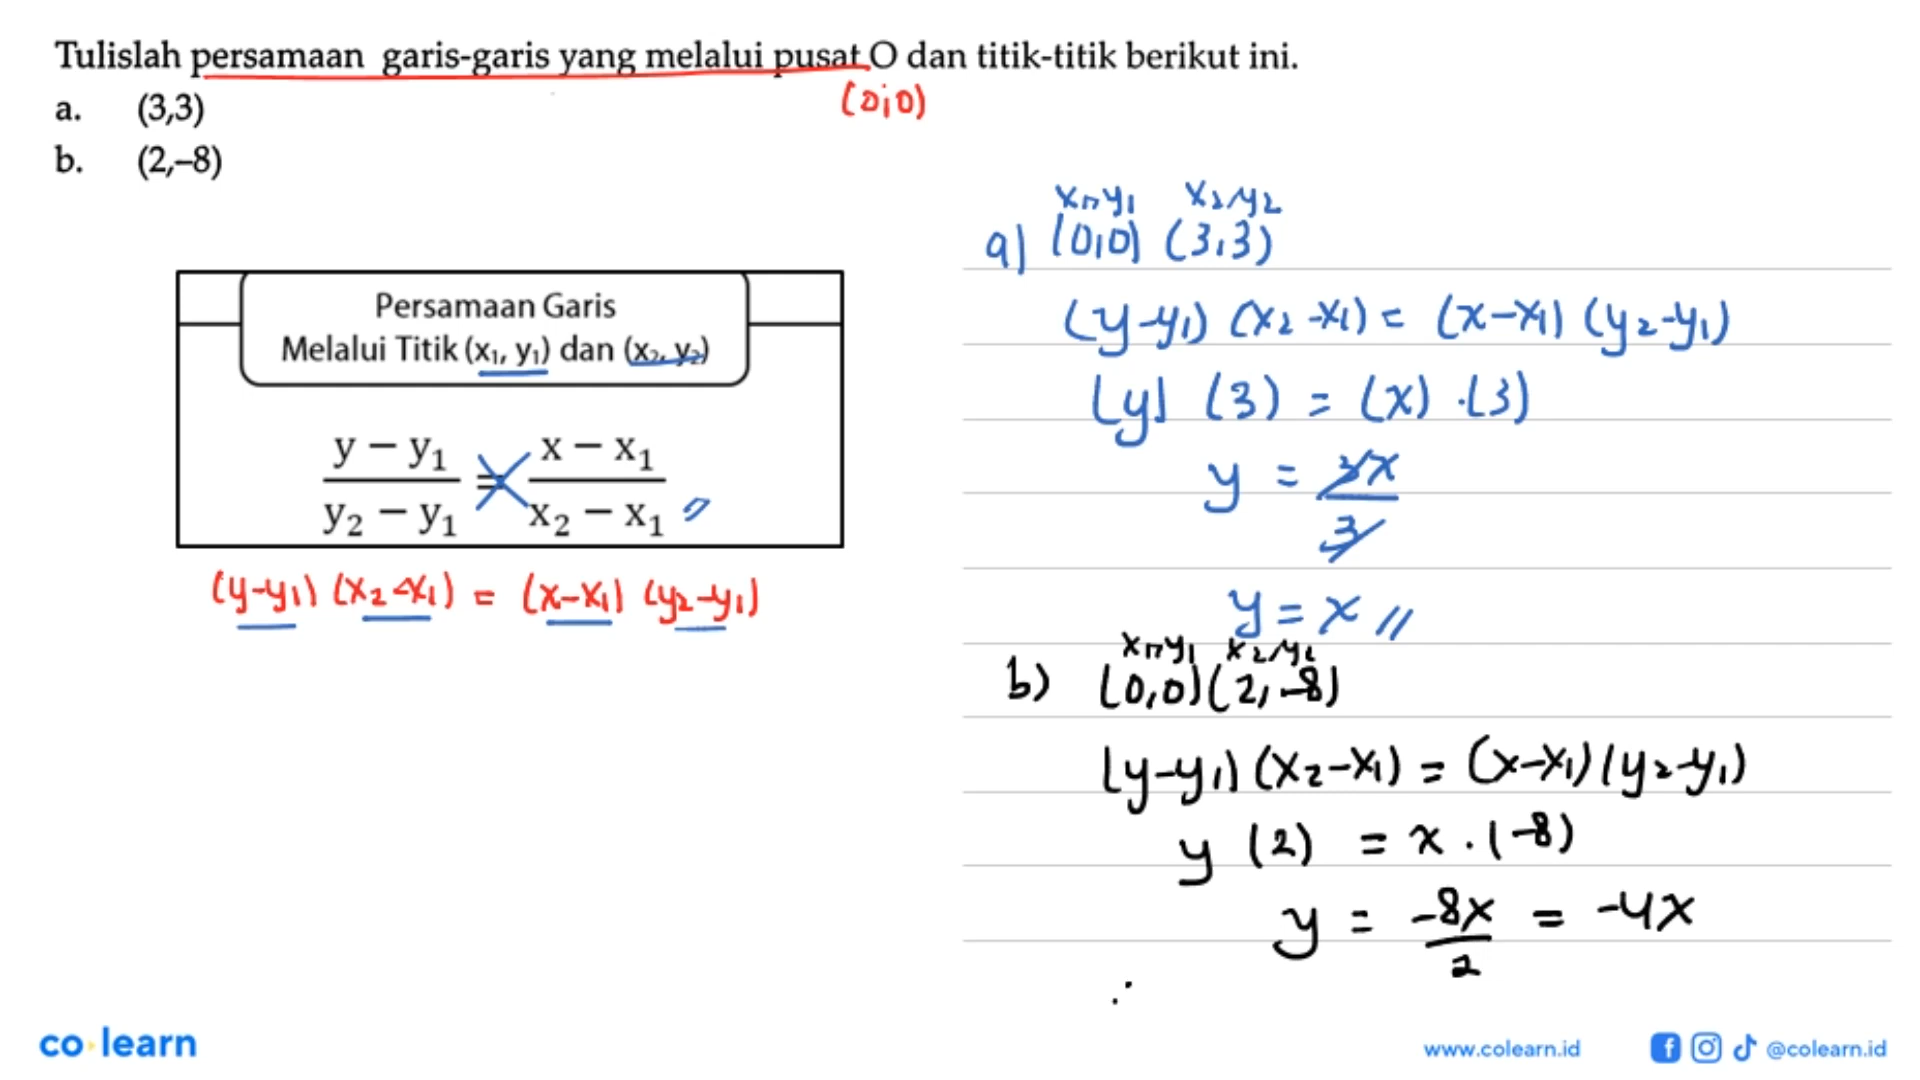 Tulislah persamaan garis-garis yang melalui pusat O dan titik-titik berikut ini.
(0,0)
a. (3,3)
b. (2,–8)
Persamaan Garis
Melalui Titik (x₁, y₁) dan (x₂, y₂)
y − y₁ / y₂ − y₁ = x − x₁ / x₂ − x₁
(y-y₁) (x₂-x₁) = (x-x₁) (y₂-y₁)
x₁,y₁ x₂,y₂
a) (0,0) (3,3)
(y-y₁) (x₂-x₁) = (x-x₁) (y₂-y₁)
(y) (3) = (x) . (3)
y = 3x / 3
y = x //
x₁,y₁ x₂,y₂
b) (0,0) (2,-8)
(y-y₁) (x₂-x₁) = (x-x₁) (y₂-y₁)
y (2) = x . (-8)
y = -8x / 2 = -4x
co learn
www.colearn.id
@colearn.id